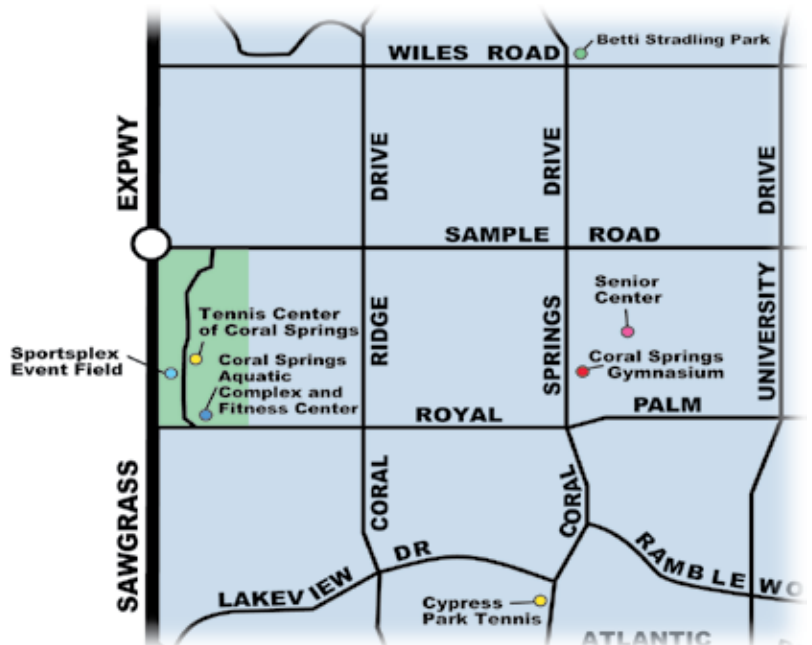 Betti Stradling Park
WILES ROAD
EXPWY
DRIVE
DRIVE
DRIVE
SAMPLE ROAD
Tennis Center
of Coral Springs
Sportsplex
Event Field
Coral Springs
Aquatic
Complex and
Fitness Center
RIDGE
SPRINGS
Senior
Center
Coral Springs
Gymnasium
UNIVERSITY
ROYAL PALM
SAWGRASS
CORAL
CORAL
LAKEVIEW DR
RAMBLEWO
Cypress
Park Tennis
ATLANTIC